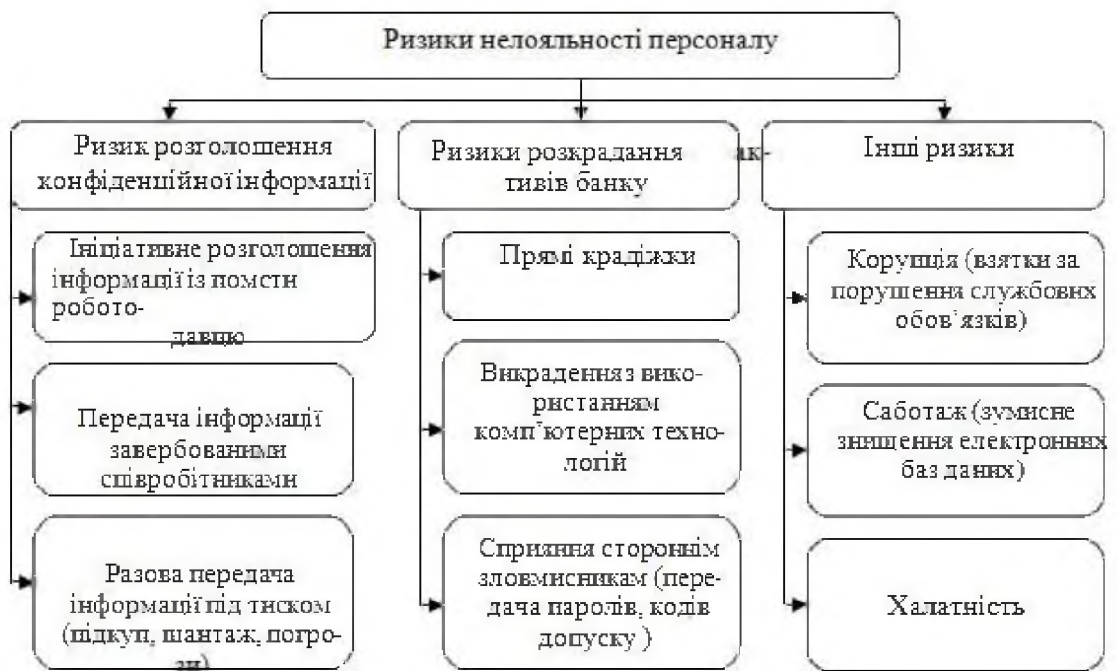 Ризики нелояльності персоналу
Ризик розголошення
конфіденційної інформації
Ініціативне розголошення
інформації із помсти
робото-
давцю
Передача інформації
завербованими
співробітниками
Разова передача
інформації під тиском
(підкуп, шантаж, погро-
зи)
Ризики розкрадання ак-
тивів банку
Прямі крадіжки
Викрадення з вико-
ристанням
комп’ютерних техно-
логій
Сприяння стороннім
зловмисникам (пере-
дача паролів, кодів
допуску )
Інші ризики
Корупція (взятки за
порушення службових
обов’язків)
Саботаж (зумисне
знищення електронних
баз даних)
Халатність